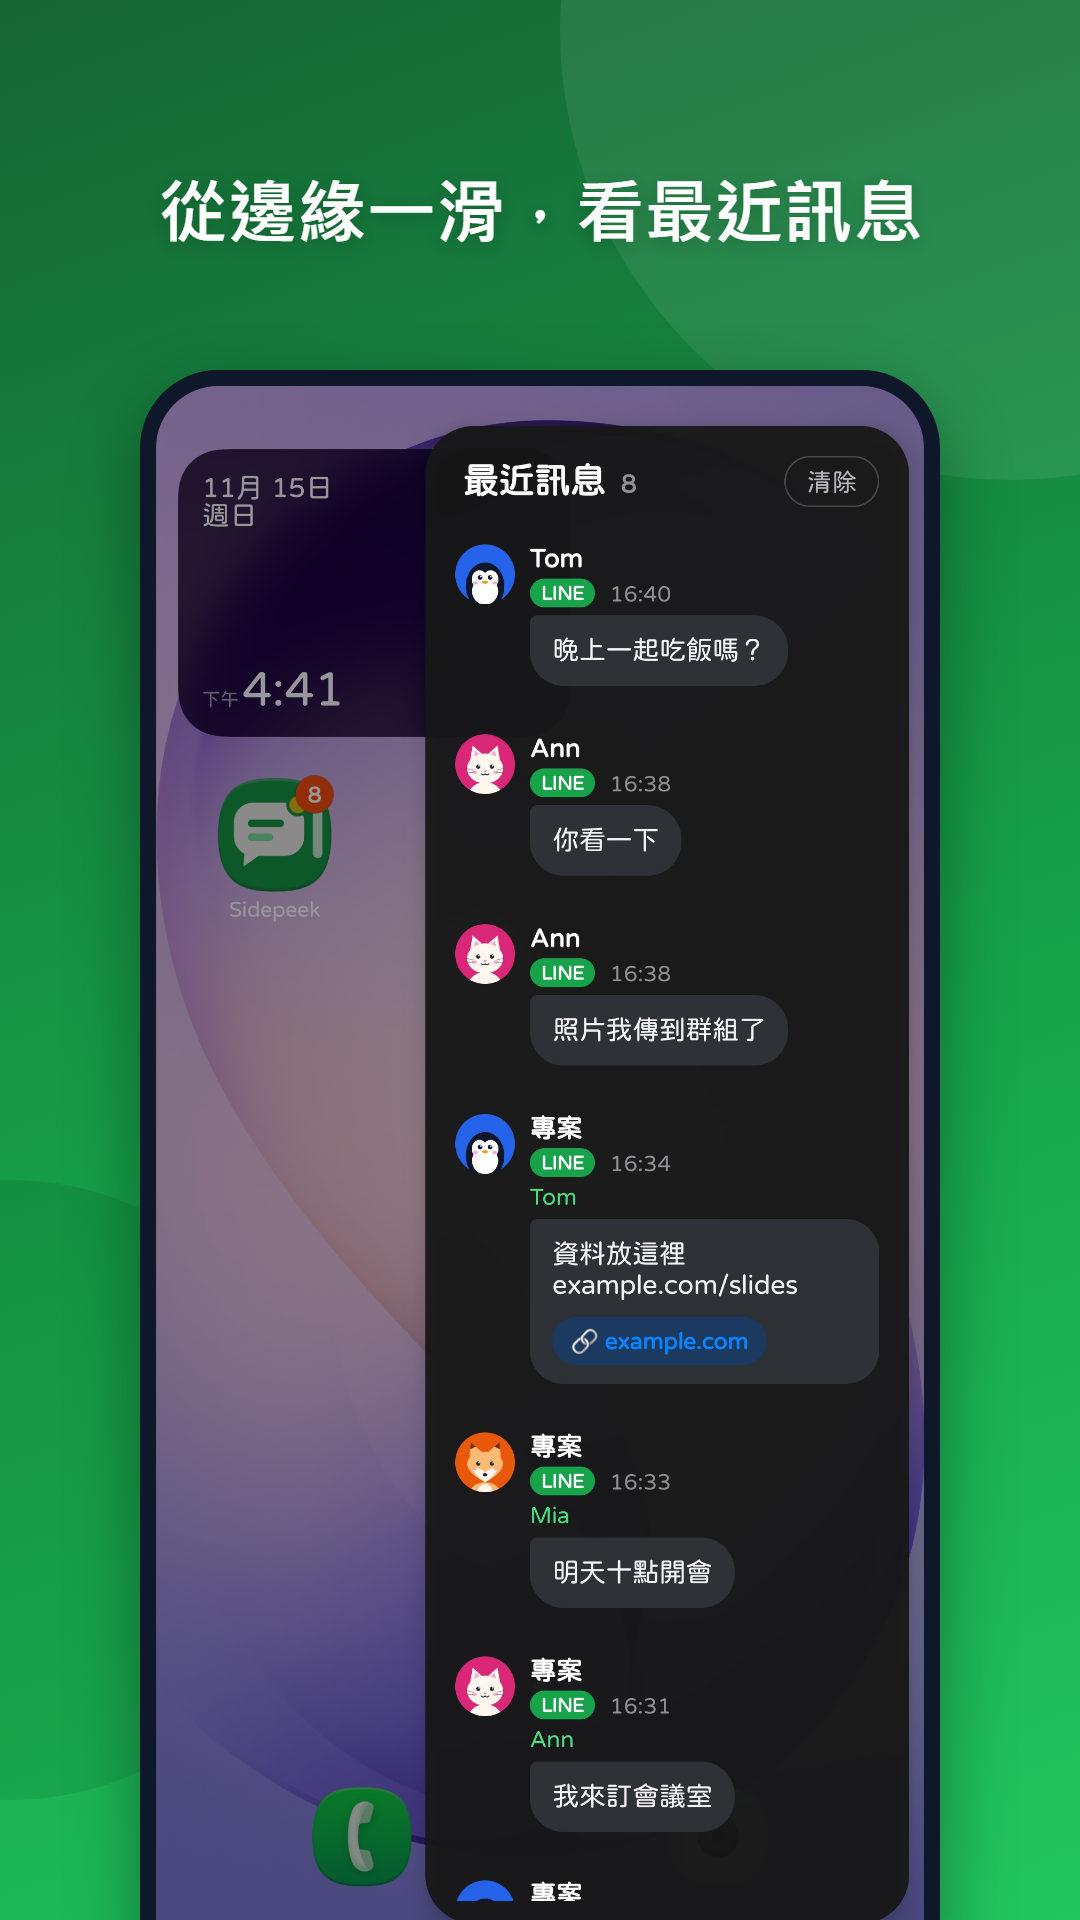 從邊緣一滑，看最近訊息
11月 15日
週日
下午 4:41
8
Sidepeek
最近訊息 8
清除
Tom
LINE 16:40
晚上一起吃飯嗎？
Ann
LINE 16:38
你看一下
Ann
LINE 16:38
照片我傳到群組了
專案
LINE 16:34
Tom
資料放這裡
example.com/slides
example.com
專案
LINE 16:33
Mia
明天十點開會
專案
LINE 16:31
Ann
我來訂會議室
專案